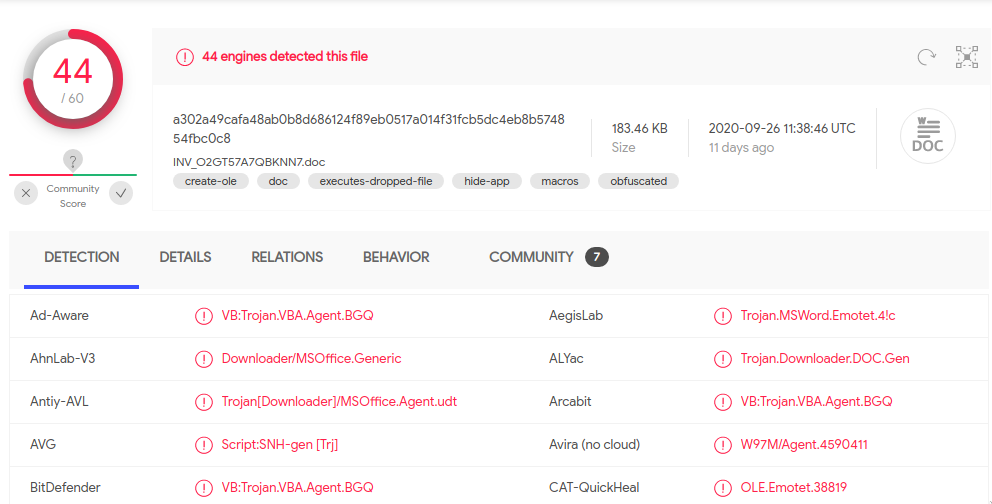 44
/ 60
?
Community
Score
44 engines detected this file
a302a49cafa48ab0b8d686124f89eb0517a014f31fcb5dc4eb8b5748
54fbc0c8
INV_O2GT57A7QBKNN7.doc
create-ole doc executes-dropped-file hide-app macros obfuscated
183.46 KB
Size
2020-09-26 11:38:46 UTC
11 days ago
W
DOC
DETECTION DETAILS RELATIONS BEHAVIOR COMMUNITY 7
Ad-Aware VB:Trojan.VBA.Agent.BGQ AegisLab Trojan.MSWord.Emotet.4!c
AhnLab-V3 Downloader/MSOffice.Generic ALYac Trojan.Downloader.DOC.Gen
Antiy-AVL Trojan[Downloader]/MSOffice.Agent.udt Arcabit VB:Trojan.VBA.Agent.BGQ
AVG Script:SNH-gen [Trj] Avira (no cloud) W97M/Agent.4590411
BitDefender VB:Trojan.VBA.Agent.BGQ CAT-QuickHeal OLE.Emotet.38819